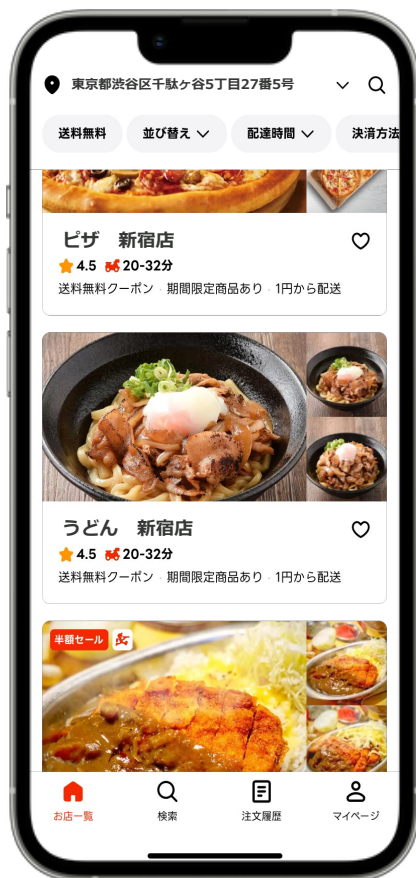 東京都渋谷区千駄ヶ谷5丁目27番5号
送料無料 並び替え 配達時間 決済方法
ピザ 新宿店
4.5 20-32分
送料無料クーポン · 期間限定商品あり · 1円から配送
うどん 新宿店
4.5 20-32分
送料無料クーポン · 期間限定商品あり · 1円から配送
半額セール
お店一覧 検索 注文履歴 マイページ